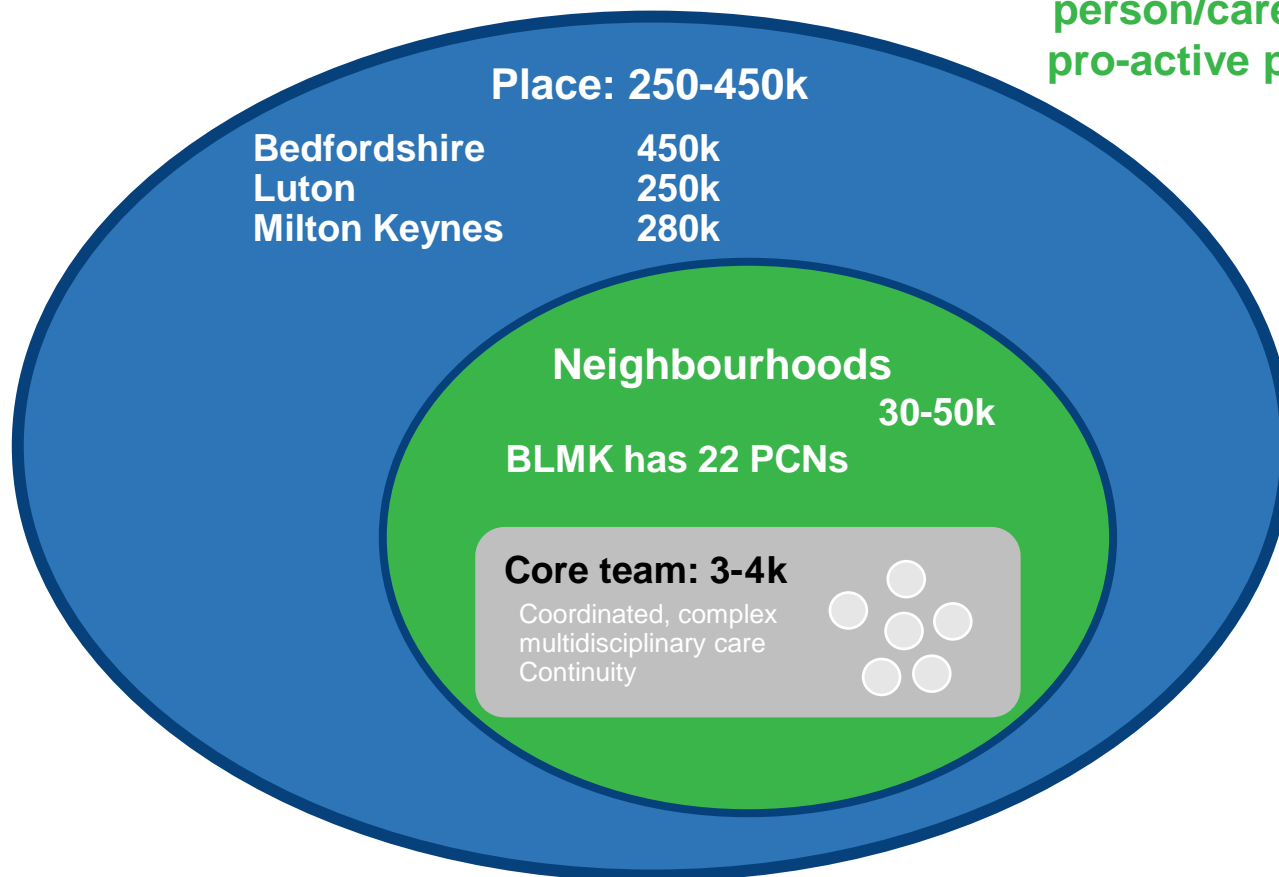 person/care
pro-active p
Place: 250-450k
Bedfordshire 450k
Luton 250k
Milton Keynes 280k
Neighbourhoods
30-50k
BLMK has 22 PCNs
Core team: 3-4k
Coordinated, complex
multidisciplinary care
Continuity